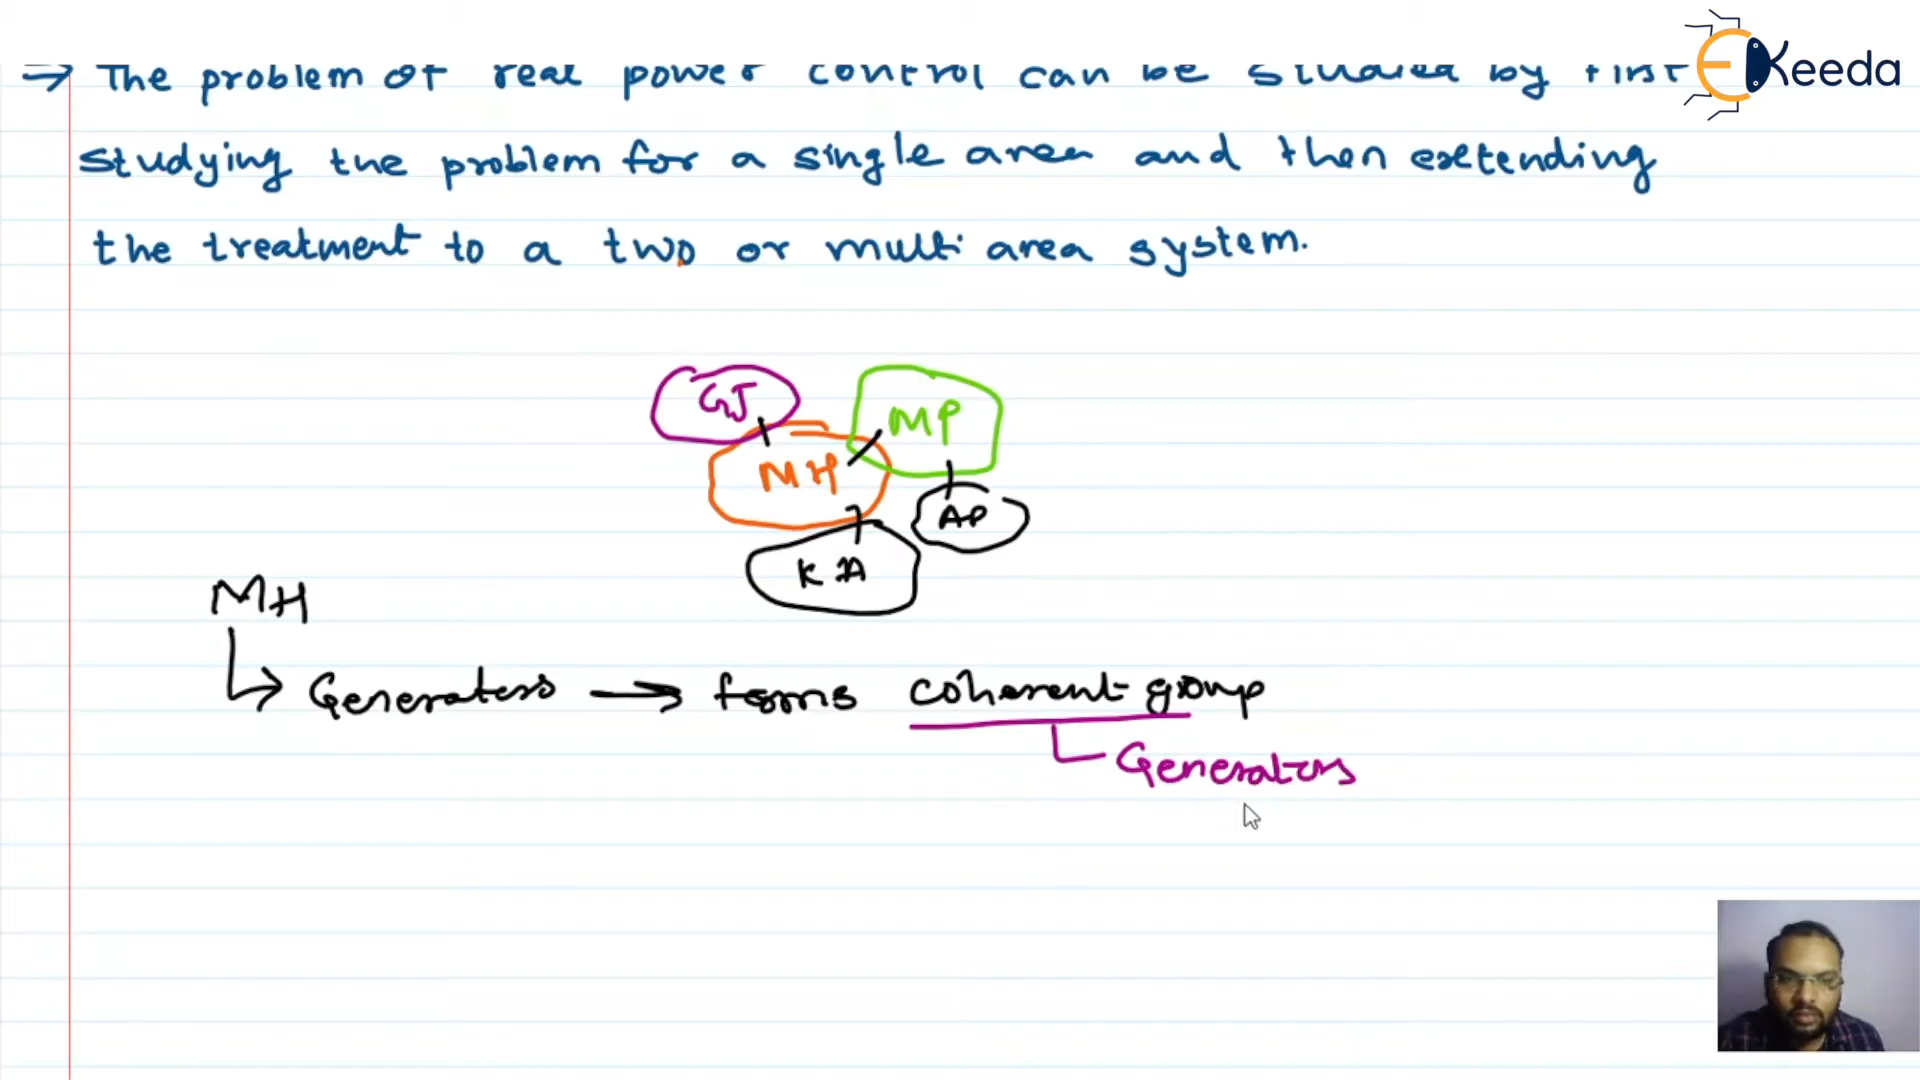 → The problem of real power control can be studied by first
studying the problem for a single area and then extending
the treatment to a two or multi area system.
EKeeda
GJ
MP
MH
AP
KA
MH
↳ Generators → forms coherent group
Generators